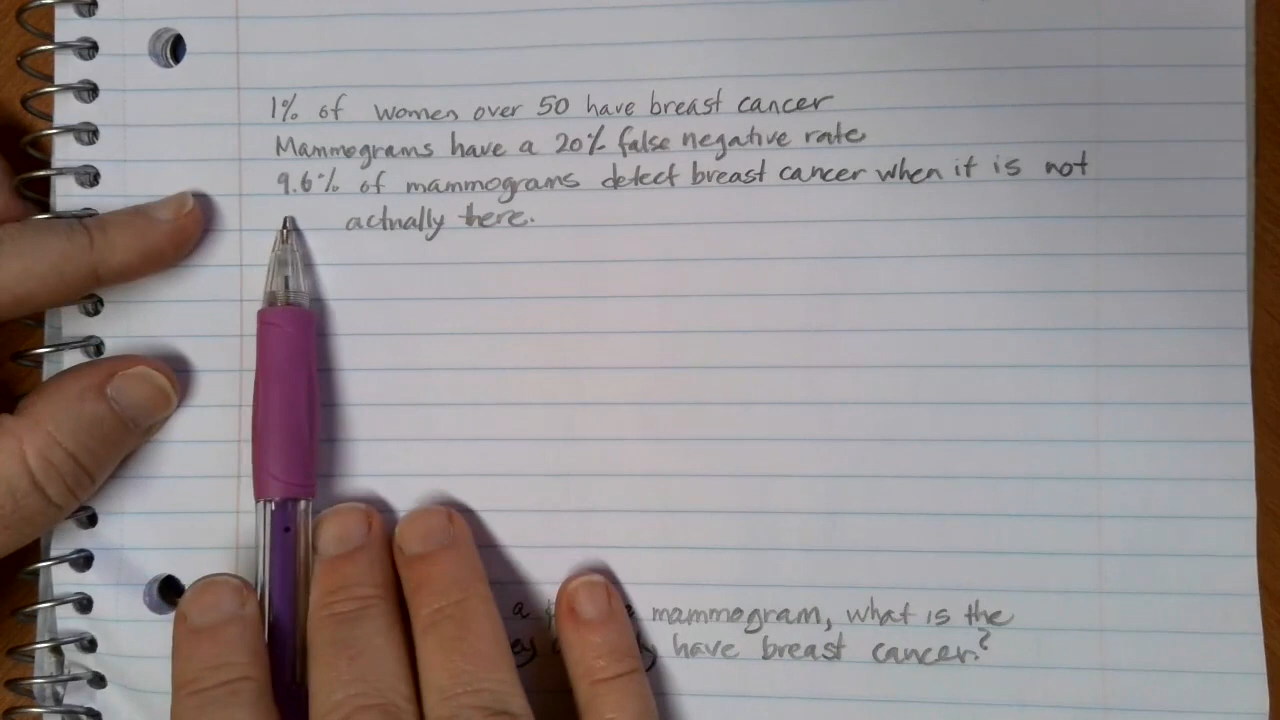 1% of women over 50 have breast cancer
Mammograms have a 20% false negative rate
9.6% of mammograms detect breast cancer when it is not
actually there.
a mammogram, what is the
have breast cancer?